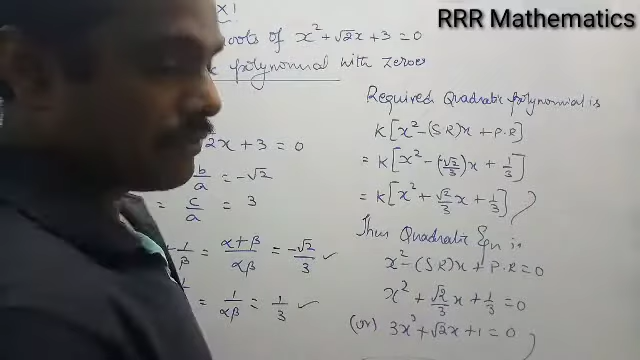 RRR Mathematics
roots of x² + √2x + 3 = 0
polynomial with zeroes
2x + 3 = 0
b/a = -√2
= c/a = 3
1/β = α+β/αβ = -√2/3 ✓
= 1/αβ = 1/3 ✓
Required Quadratic polynomial is
K[x² - (S.R)x + P.R]
= K[x² - (-√2/3)x + 1/3]
= K[x² + √2/3 x + 1/3]
Then Quadratic Eqn is
x² - (S.R)x + P.R = 0
x² + √2/3 x + 1/3 = 0
(or) 3x² + √2x + 1 = 0